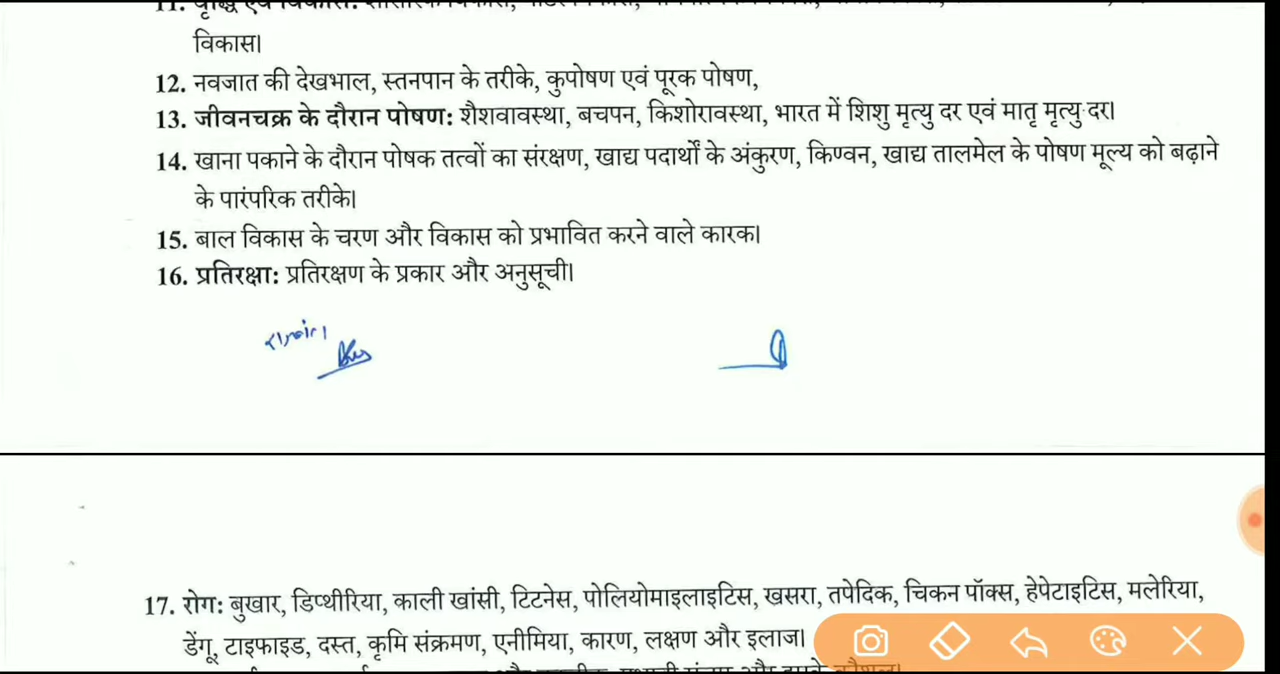 विकास।
12. नवजात की देखभाल, स्तनपान के तरीके, कुपोषण एवं पूरक पोषण,
13. जीवनचक्र के दौरान पोषण: शैशवावस्था, बचपन, किशोरावस्था, भारत में शिशु मृत्यु दर एवं मातृ मृत्यु दर।
14. खाना पकाने के दौरान पोषक तत्वों का संरक्षण, खाद्य पदार्थों के अंकुरण, किण्वन, खाद्य तालमेल के पोषण मूल्य को बढ़ाने
के पारंपरिक तरीके।
15. बाल विकास के चरण और विकास को प्रभावित करने वाले कारक।
16. प्रतिरक्षा: प्रतिरक्षण के प्रकार और अनुसूची।
17. रोग: बुखार, डिप्थीरिया, काली खांसी, टिटनेस, पोलियोमाइलाइटिस, खसरा, तपेदिक, चिकन पॉक्स, हेपेटाइटिस, मलेरिया,
डेंगू, टाइफाइड, दस्त, कृमि संक्रमण, एनीमिया, कारण, लक्षण और इलाज।